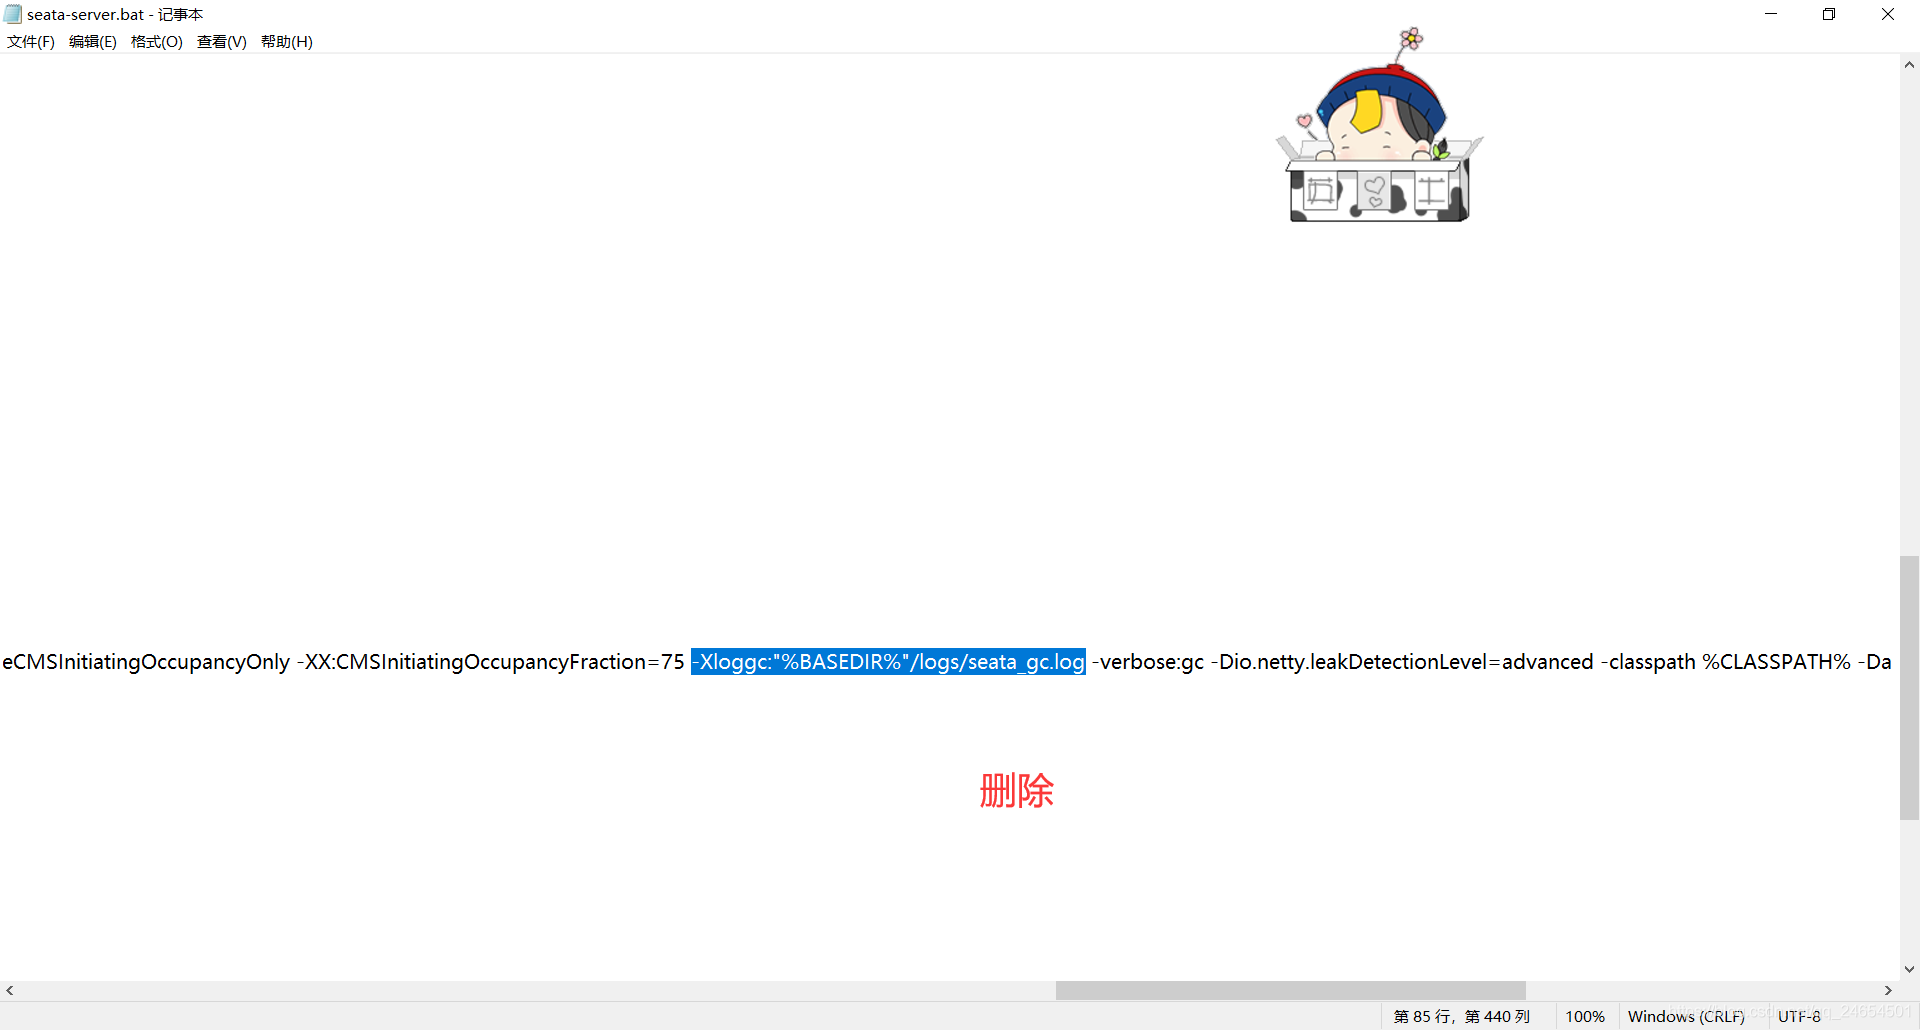 seata-server.bat - 记事本
文件(F) 编辑(E) 格式(O) 查看(V) 帮助(H)
eCMSInitiatingOccupancyOnly -XX:CMSInitiatingOccupancyFraction=75 -Xloggc:"%BASEDIR%"/logs/seata_gc.log -verbose:gc -Dio.netty.leakDetectionLevel=advanced -classpath %CLASSPATH% -Da
删除
第 85 行，第 440 列 100% Windows (CRLF) UTF-8